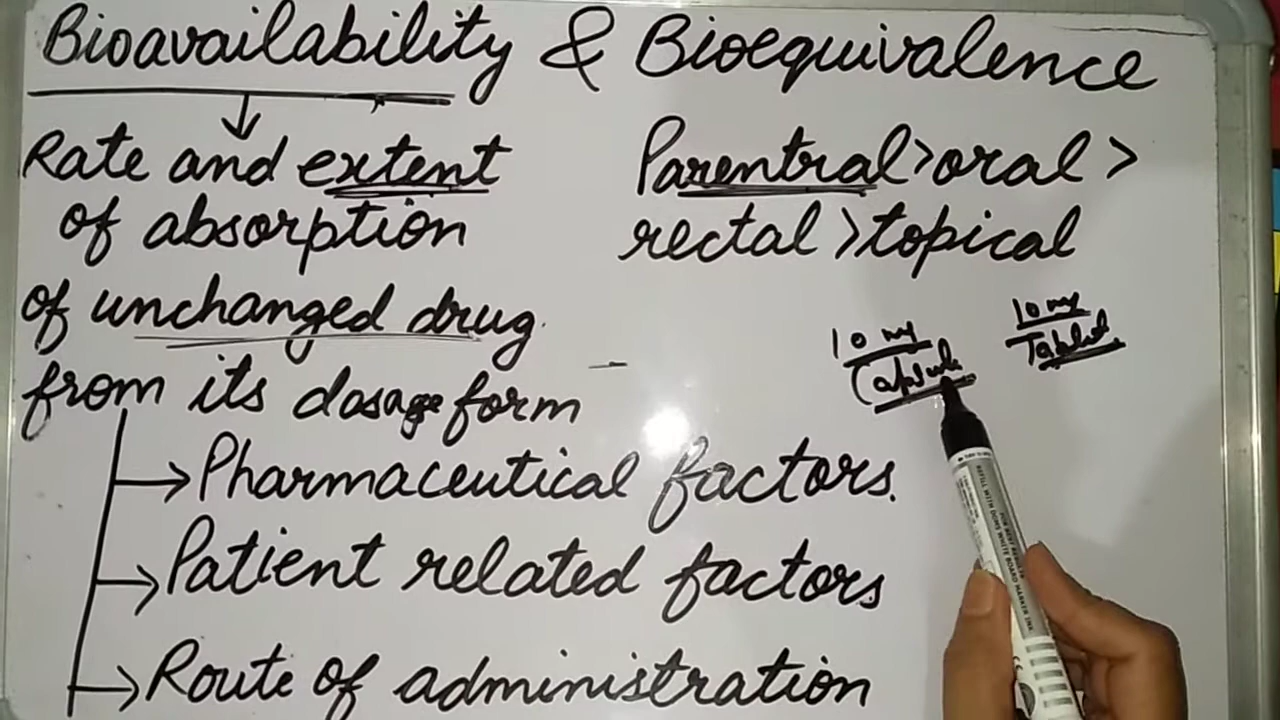 Bioavailability & Bioequivalence
Rate and extent
of absorption
of unchanged drug
from its dosage form
Parentral > oral >
rectal > topical
10 mg
Capsule
10 mg
Tablet
→ Pharmaceutical factors.
→ Patient related factors
→ Route of administration